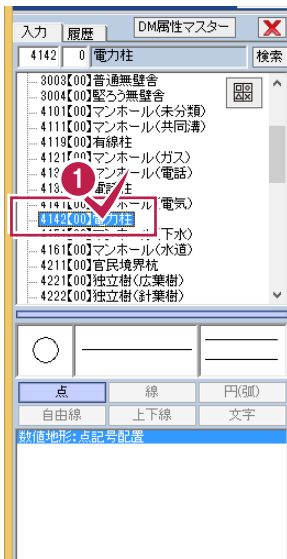 入力 履歴 DM属性マスター
4142 0 電力柱 検索
3003【00】普通無壁舎
3004【00】堅ろう無壁舎
4101【00】マンホール(未分類)
4111【00】マンホール(共同溝)
4119【00】有線柱
4121【00】マンホール(ガス)
マンホール(電話)
1
4141【00】マンホール(電気)
4142【00】電力柱
(下水)
4161【00】マンホール(水道)
4211【00】官民境界杭
4221【00】独立樹(広葉樹)
4222【00】独立樹(針葉樹)
点 線 円(弧)
自由線 上下線 文字
数値地形:点記号配置